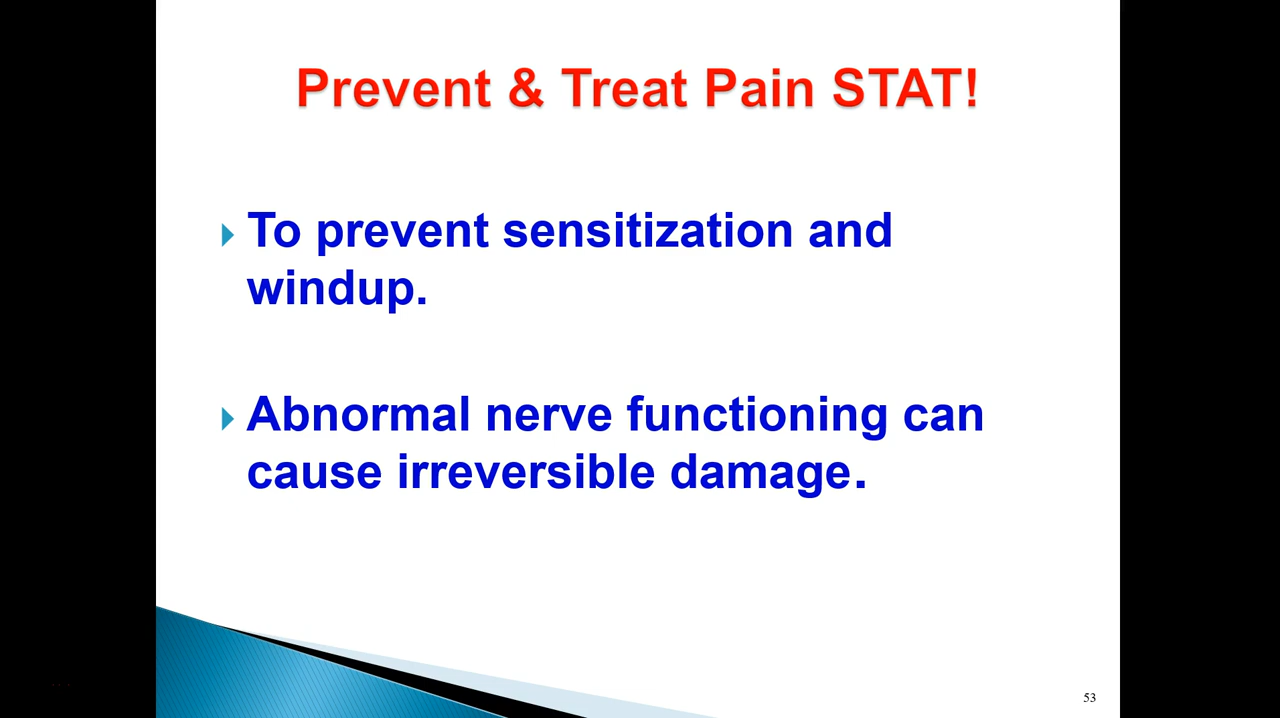 Prevent & Treat Pain STAT!
To prevent sensitization and
windup.
Abnormal nerve functioning can
cause irreversible damage.
53